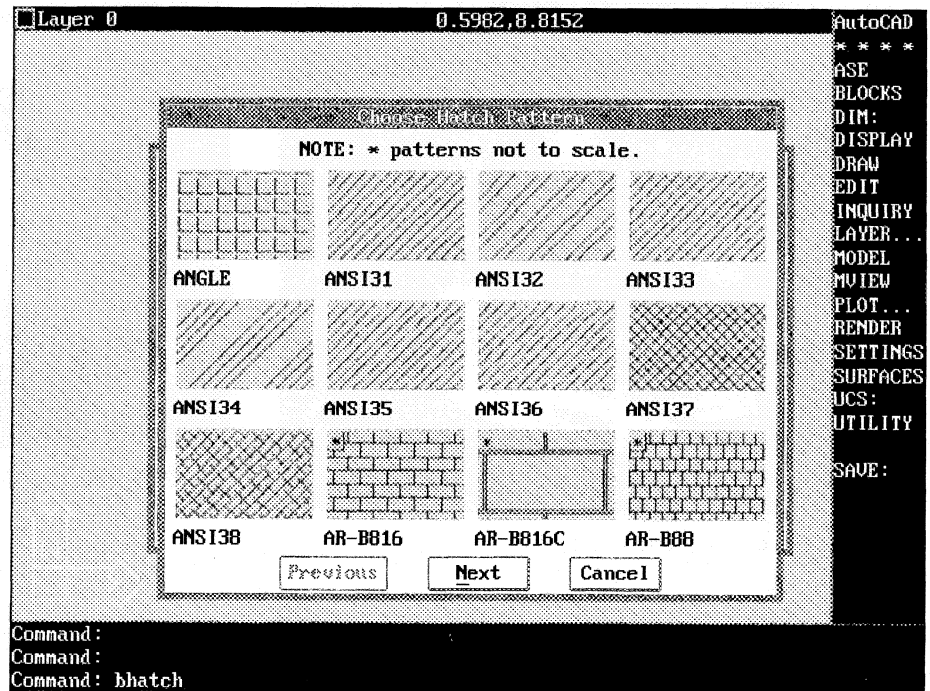 Layer 0 0.5982,8.8152
AutoCAD
* * * *
ASE
BLOCKS
DIM:
DISPLAY
DRAW
EDIT
INQUIRY
LAYER...
MODEL
MVIEW
PLOT...
RENDER
SETTINGS
SURFACES
UCS:
UTILITY
SAVE:
Choose Hatch Pattern
NOTE: * patterns not to scale.
ANGLE ANSI31 ANSI32 ANSI33
ANSI34 ANSI35 ANSI36 ANSI37
* * *
ANSI38 AR-B816 AR-B816C AR-B88
Previous Next Cancel
Command:
Command:
Command: bhatch